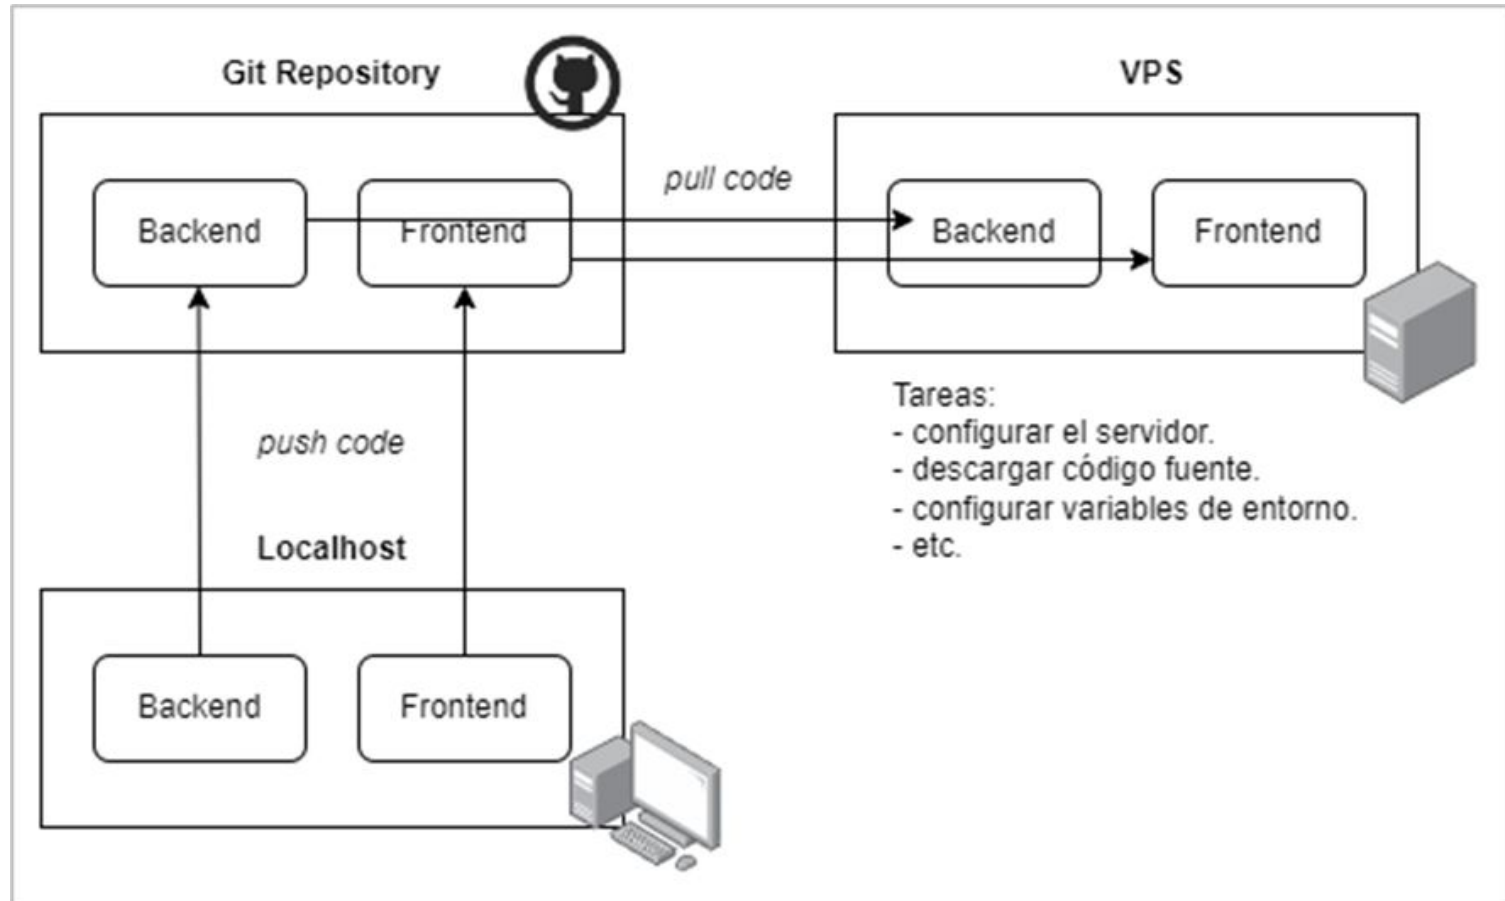 Git Repository
VPS
Backend
Frontend
pull code
Backend
Frontend
push code
Tareas:
- configurar el servidor.
- descargar código fuente.
- configurar variables de entorno.
- etc.
Localhost
Backend
Frontend